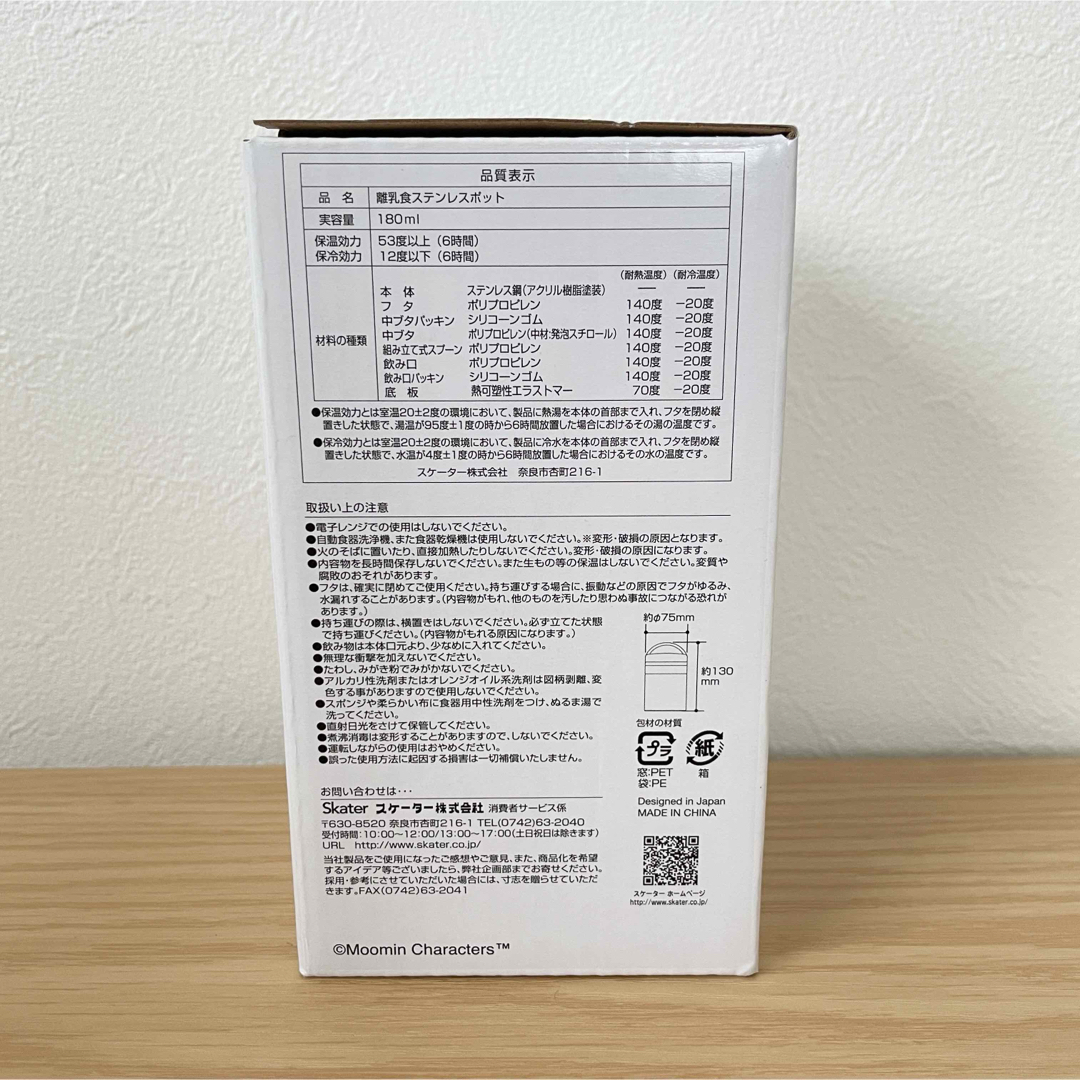 品質表示
品 名 離乳食ステンレスポット
実容量 180ml
保温効力 53度以上(6時間)
保冷効力 12度以下(6時間)
(耐熱温度)(耐冷温度)
材料の種類
本 体 ステンレス鋼(アクリル樹脂塗装) ― ―
フ タ ポリプロピレン 140度 −20度
中ブタパッキン シリコーンゴム 140度 −20度
中ブタ ポリプロピレン(中材:発泡スチロール) 140度 −20度
組み立て式スプーン ポリプロピレン 140度 −20度
飲み口 ポリプロピレン 140度 −20度
飲み口パッキン シリコーンゴム 140度 −20度
底 板 熱可塑性エラストマー 70度 −20度
●保温効力とは室温20±2度の環境において、製品に熱湯を本体の首部まで入れ、フタを閉め縦
置きした状態で、湯温が95度±1度の時から6時間放置した場合におけるその湯の温度です。
●保冷効力とは室温20±2度の環境において、製品に冷水を本体の首部まで入れ、フタを閉め縦
置きした状態で、水温が4度±1度の時から6時間放置した場合におけるその水の温度です。
スケーター株式会社 奈良市杏町216-1
取扱い上の注意
●電子レンジでの使用はしないでください。
●自動食器洗浄機、また食器乾燥機は使用しないでください。※変形・破損の原因となります。
●火のそばに置いたり、直接加熱したりしないでください。変形・破損の原因になります。
●内容物を長時間保存しないでください。また生もの等の保温はしないでください。変質や
腐敗のおそれがあります。
●フタは、確実に閉めてご使用ください。持ち運びする場合に、振動などの原因でフタがゆるみ、
水漏れすることがあります。(内容物がもれ、他のものを汚したり思わぬ事故につながる恐れが
あります。)
●持ち運びの際は、横置きはしないでください。必ず立てた状態
で持ち運びください。(内容物がもれる原因になります。)
●飲み物は本体口元より、少なめに入れてください。
●無理な衝撃を加えないでください。
●たわし、みがき粉でみがかないでください。
●アルカリ性洗剤またはオレンジオイル系洗剤は図柄剥離、変
色する事がありますので使用しないでください。
●スポンジや柔らかい布に食器用中性洗剤をつけ、ぬるま湯で
洗ってください。
●直射日光をさけて保管してください。
●煮沸消毒は変形することがありますので、しないでください。
●運転しながらの使用はおやめください。
●誤った使用方法に起因する損害は一切補償いたしません。
約φ75mm
約130
mm
包材の材質
プラ 紙
窓:PET 箱
袋:PE
Designed in Japan
MADE IN CHINA
お問い合わせは・・・
Skater スケーター株式会社 消費者サービス係
〒630-8520 奈良市杏町216-1 TEL(0742)63-2040
受付時間:10:00〜12:00/13:00〜17:00(土日祝日は除きます)
URL http://www.skater.co.jp/
当社製品をご使用になったご感想やご意見、また、商品化を希望
するアイデア等ございましたら、弊社企画部までお寄せください。
採用・参考にさせていただいた場合には、寸志を贈らせていただ
きます。FAX(0742)63-2041
スケーター ホームページ
http://www.skater.co.jp/
©Moomin Characters™